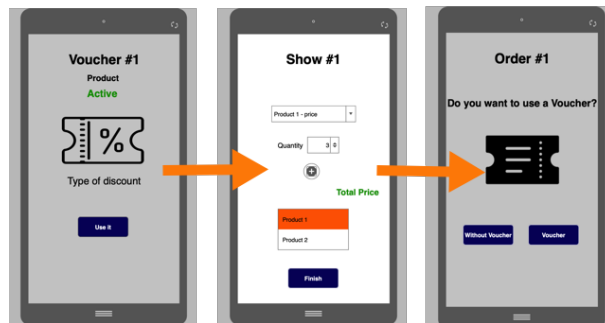 Voucher #1
Product
Active
%
Type of discount
Use It
Show #1
Product 1 - price
Quantity 3
Total Price
Product 1
Product 2
Finish
Order #1
Do you want to use a Voucher?
Without Voucher
Voucher